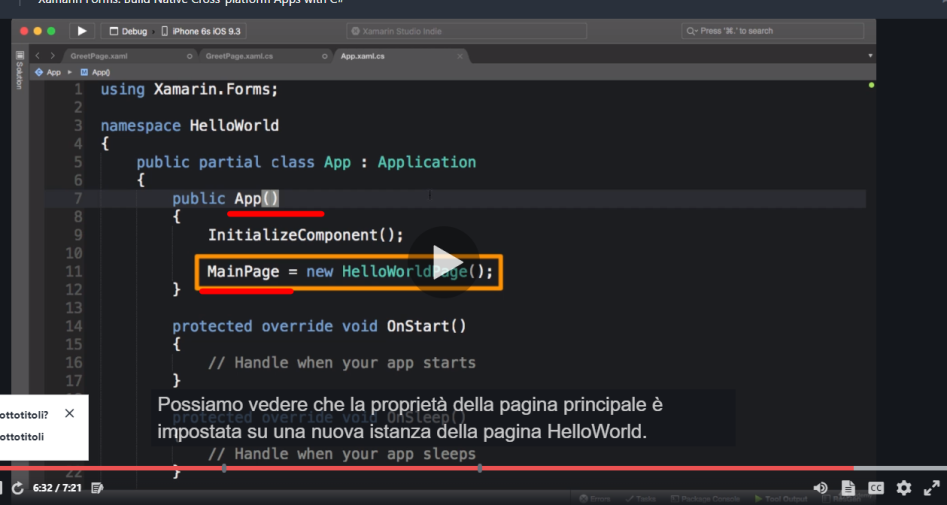 Xamarin Forms: Build Native Cross-platform Apps with C#
Debug
iPhone 6s iOS 9.3
Xamarin Studio Indie
Press '⌘.' to search
GreetPage.xaml
GreetPage.xaml.cs
App.xaml.cs
Solution
App
App()
1 using Xamarin.Forms;
2
3 namespace HelloWorld
4 {
5 public partial class App : Application
6 {
7 public App()
8 {
9 InitializeComponent();
10
11 MainPage = new HelloWorldPage();
12 }
13
14 protected override void OnStart()
15 {
16 // Handle when your app starts
17 }
ottotitoli?
ottotitoli
Possiamo vedere che la proprietà della pagina principale è
impostata su una nuova istanza della pagina HelloWorld.
protected override void OnSleep()
// Handle when your app sleeps
22 }
6:32 / 7:21
CC
Errors
Tasks
Package Console
Tool Output